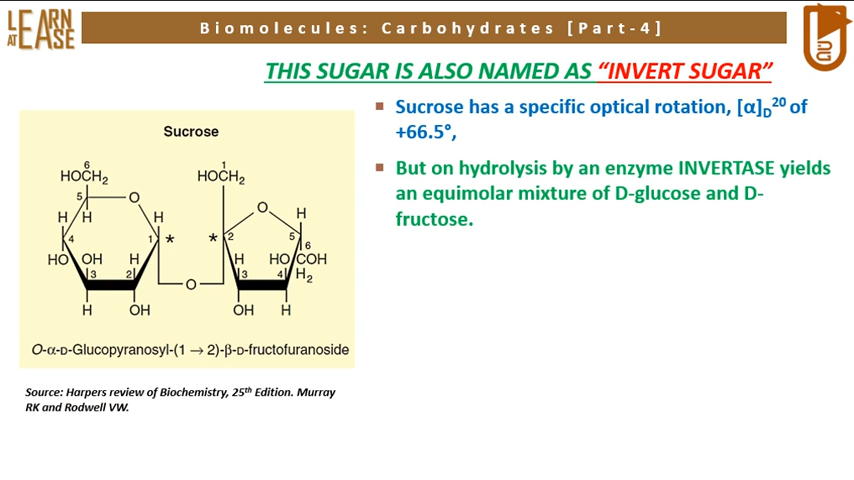 LEARN
AT EASE
Biomolecules: Carbohydrates [Part-4]
THIS SUGAR IS ALSO NAMED AS “INVERT SUGAR”
▪ Sucrose has a specific optical rotation, [α]D20 of
+66.5°,
▪ But on hydrolysis by an enzyme INVERTASE yields
an equimolar mixture of D-glucose and D-
fructose.
Sucrose
6 1
HOCH2 HOCH2
5 O O
H H H H
4 1 * * 2 5
6
HO OH H H HO COH
3 2 3 4 H2
O
H OH OH H
O-α-D-Glucopyranosyl-(1 → 2)-β-D-fructofuranoside
Source: Harpers review of Biochemistry, 25th Edition. Murray
RK and Rodwell VW.